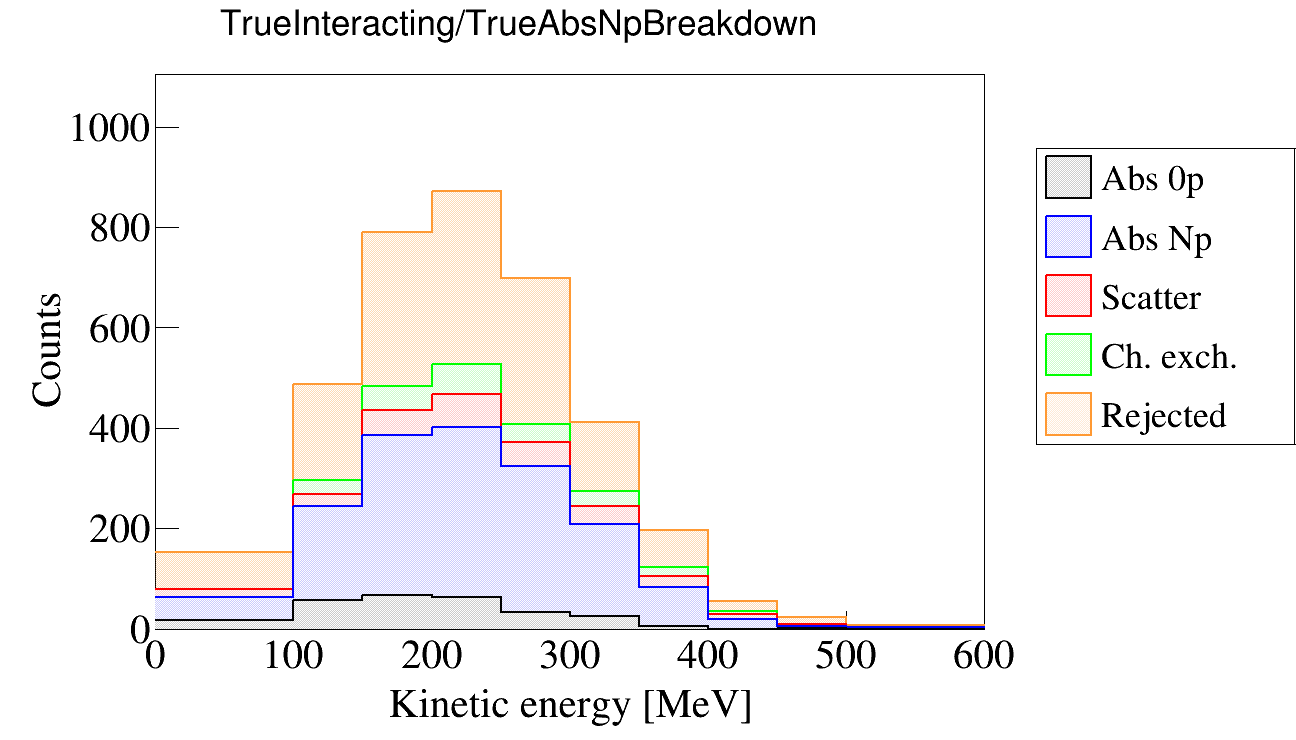 TrueInteracting/TrueAbsNpBreakdown
1000
800
600
400
200
0
Counts
0 100 200 300 400 500 600
Kinetic energy [MeV]
Abs 0p
Abs Np
Scatter
Ch. exch.
Rejected